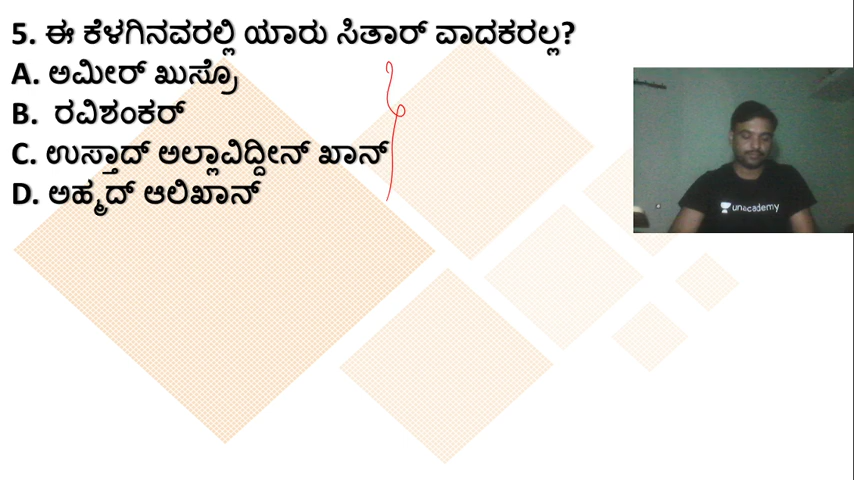 5. ಈ ಕೆಳಗಿನವರಲ್ಲಿ ಯಾರು ಸಿತಾರ್ ವಾದಕರಲ್ಲ?
A. ಅಮೀರ್ ಖುಸ್ರೊ
B. ರವಿಶಂಕರ್
C. ಉಸ್ತಾದ್ ಅಲ್ಲಾವಿದ್ದೀನ್ ಖಾನ್
D. ಅಹ್ಮದ್ ಆಲಿಖಾನ್
unacademy